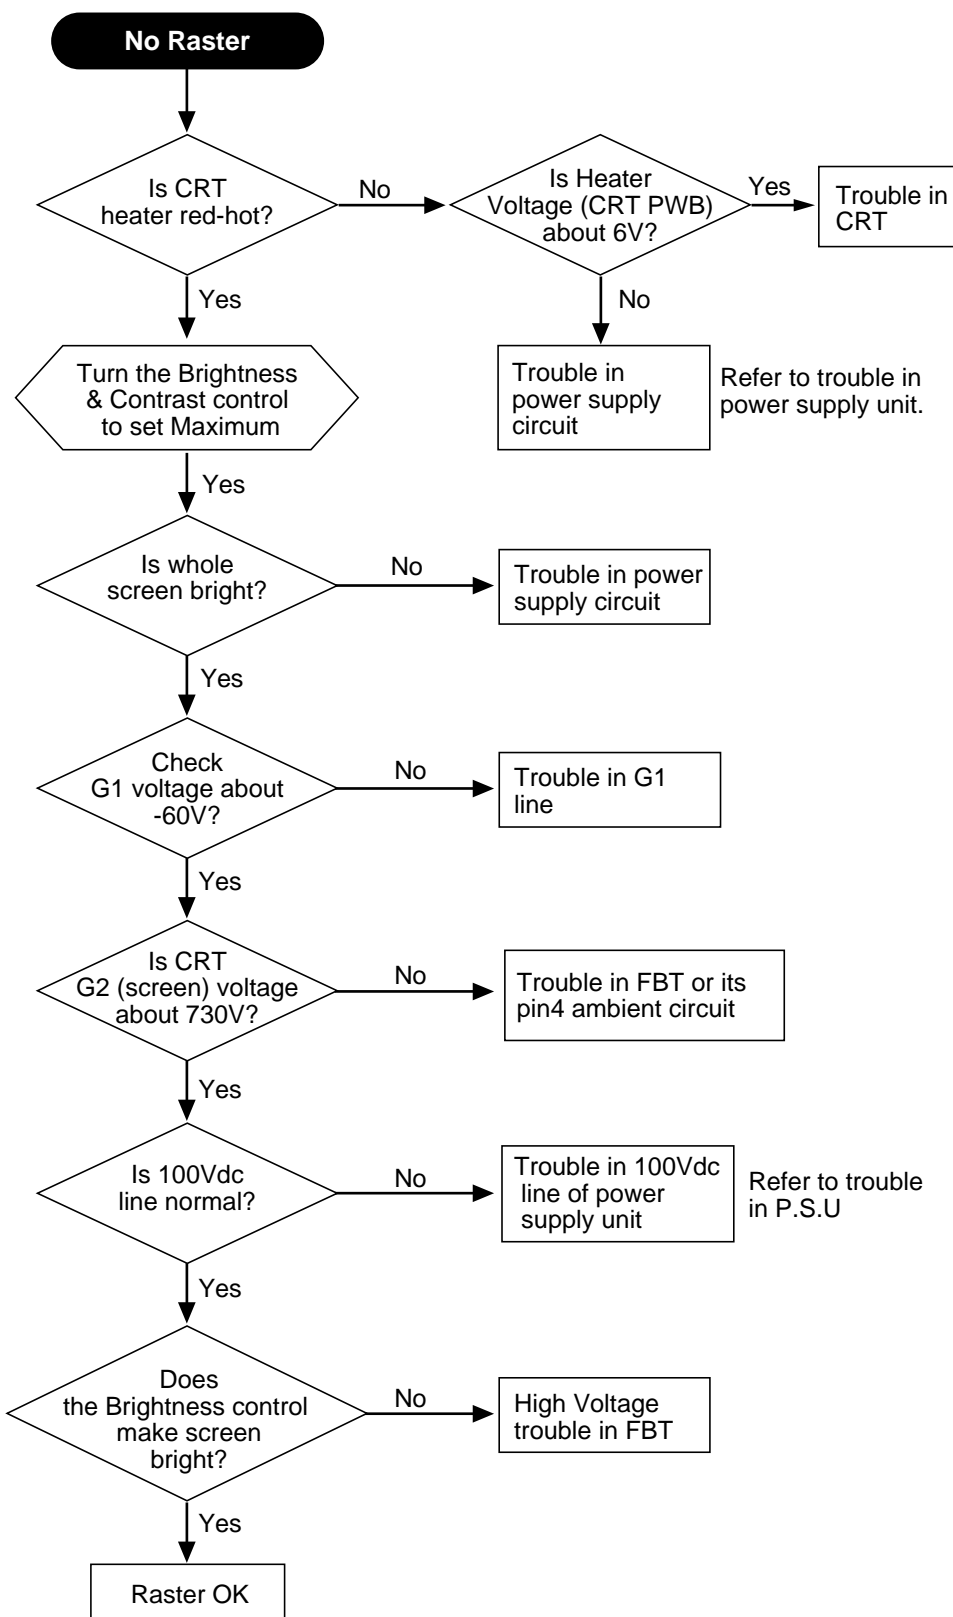 No Raster
Is CRT
heater red-hot?
No
Is Heater
Voltage (CRT PWB)
about 6V?
Yes
Trouble in
CRT
Yes
No
Turn the Brightness
& Contrast control
to set Maximum
Trouble in
power supply
circuit
Refer to trouble in
power supply unit.
Yes
Is whole
screen bright?
No
Trouble in power
supply circuit
Yes
Check
G1 voltage about
-60V?
No
Trouble in G1
line
Yes
Is CRT
G2 (screen) voltage
about 730V?
No
Trouble in FBT or its
pin4 ambient circuit
Yes
Is 100Vdc
line normal?
No
Trouble in 100Vdc
line of power
supply unit
Refer to trouble
in P.S.U
Yes
Does
the Brightness control
make screen
bright?
No
High Voltage
trouble in FBT
Yes
Raster OK